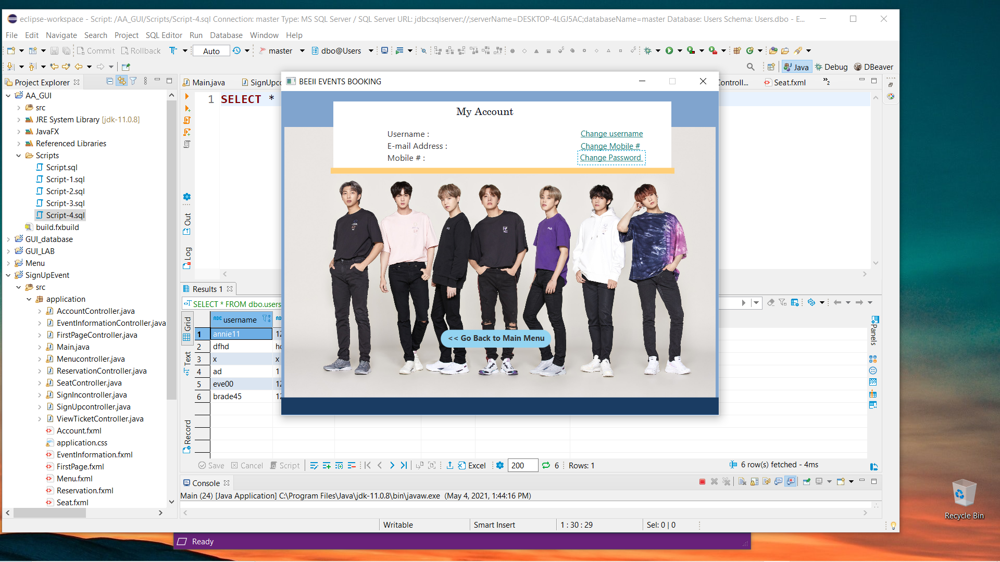 eclipse-workspace - Script: /AA_GUI/Scripts/Script-4.sql Connection: master Type: MS SQL Server / SQL Server URL: jdbc:sqlserver://;serverName=DESKTOP-4LGJ5AC;databaseName=master Database: Users Schema: Users.dbo - E...
File Edit Navigate Search Project SQL Editor Run Database Window Help
Commit Rollback Auto master dbo@Users
Java Debug DBeaver
Project Explorer
AA_GUI
src
JRE System Library [jdk-11.0.8]
JavaFX
Referenced Libraries
Scripts
Script.sql
Script-1.sql
Script-2.sql
Script-3.sql
Script-4.sql
build.fxbuild
GUI_database
GUI_LAB
Menu
SignUpEvent
src
application
AccountController.java
EventInformationController.java
FirstPageController.java
Main.java
Menucontroller.java
ReservationController.java
SeatController.java
SignIncontroller.java
SignUpcontroller.java
ViewTicketController.java
Account.fxml
application.css
EventInformation.fxml
FirstPage.fxml
Menu.fxml
Reservation.fxml
Seat.fxml
Main.java SignUpco Controll... Seat.fxml 2
1 SELECT *
Out
Log
BEEII EVENTS BOOKING
My Account
Username : Change username
E-mail Address : Change Mobile #
Mobile # : Change Password
<< Go Back to Main Menu
Results 1
SELECT * FROM dbo.users
Grid
Text
Record
Panels
ABC username AB
1 annie11 12
2 dfhd hc
3 x x
4 ad 1
5 eve00 12
6 brade45 12
Save Cancel Script Excel 200 6 Rows: 1 6 row(s) fetched - 4ms
Console
Main (24) [Java Application] C:\Program Files\Java\jdk-11.0.8\bin\javaw.exe (May 4, 2021, 1:44:16 PM)
Writable Smart Insert 1 : 30 : 29 Sel: 0 | 0
Ready
Recycle Bin